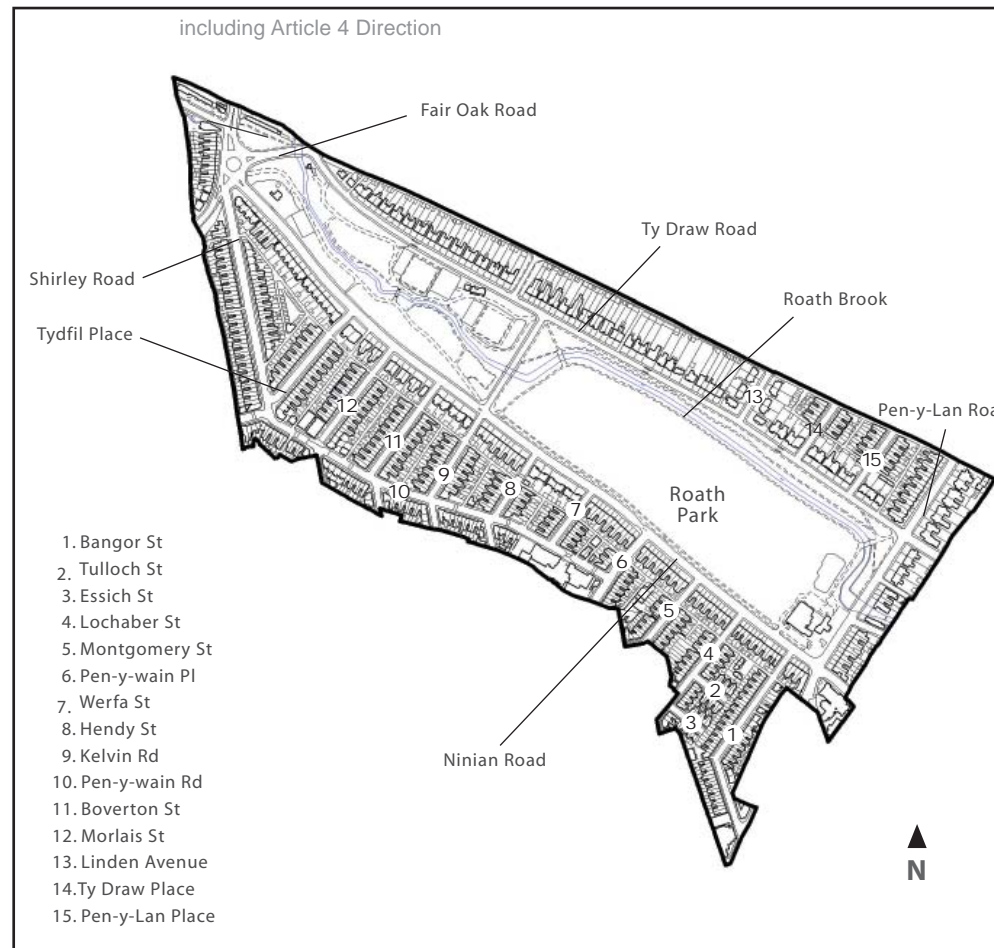 including Article 4 Direction
Fair Oak Road
Ty Draw Road
Shirley Road
Roath Brook
Tydfil Place
13
14
Pen-y-Lan Roa
12
15
11
9
10
8
7
Roath
Park
6
5
4
2
3
1
Ninian Road
1. Bangor St
2. Tulloch St
3. Essich St
4. Lochaber St
5. Montgomery St
6. Pen-y-wain Pl
7. Werfa St
8. Hendy St
9. Kelvin Rd
10. Pen-y-wain Rd
11. Boverton St
12. Morlais St
13. Linden Avenue
14.Ty Draw Place
15. Pen-y-Lan Place
N